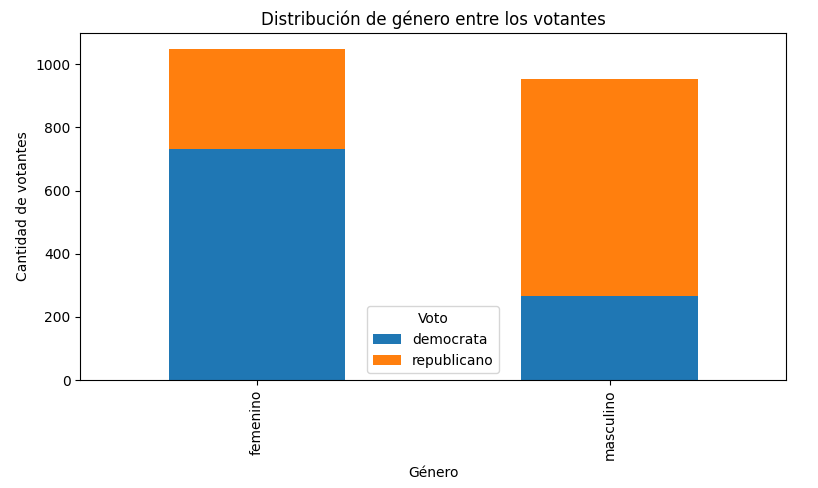 Distribución de género entre los votantes
Cantidad de votantes
1000
800
600
400
200
0
Voto
democrata
republicano
femenino
masculino
Género